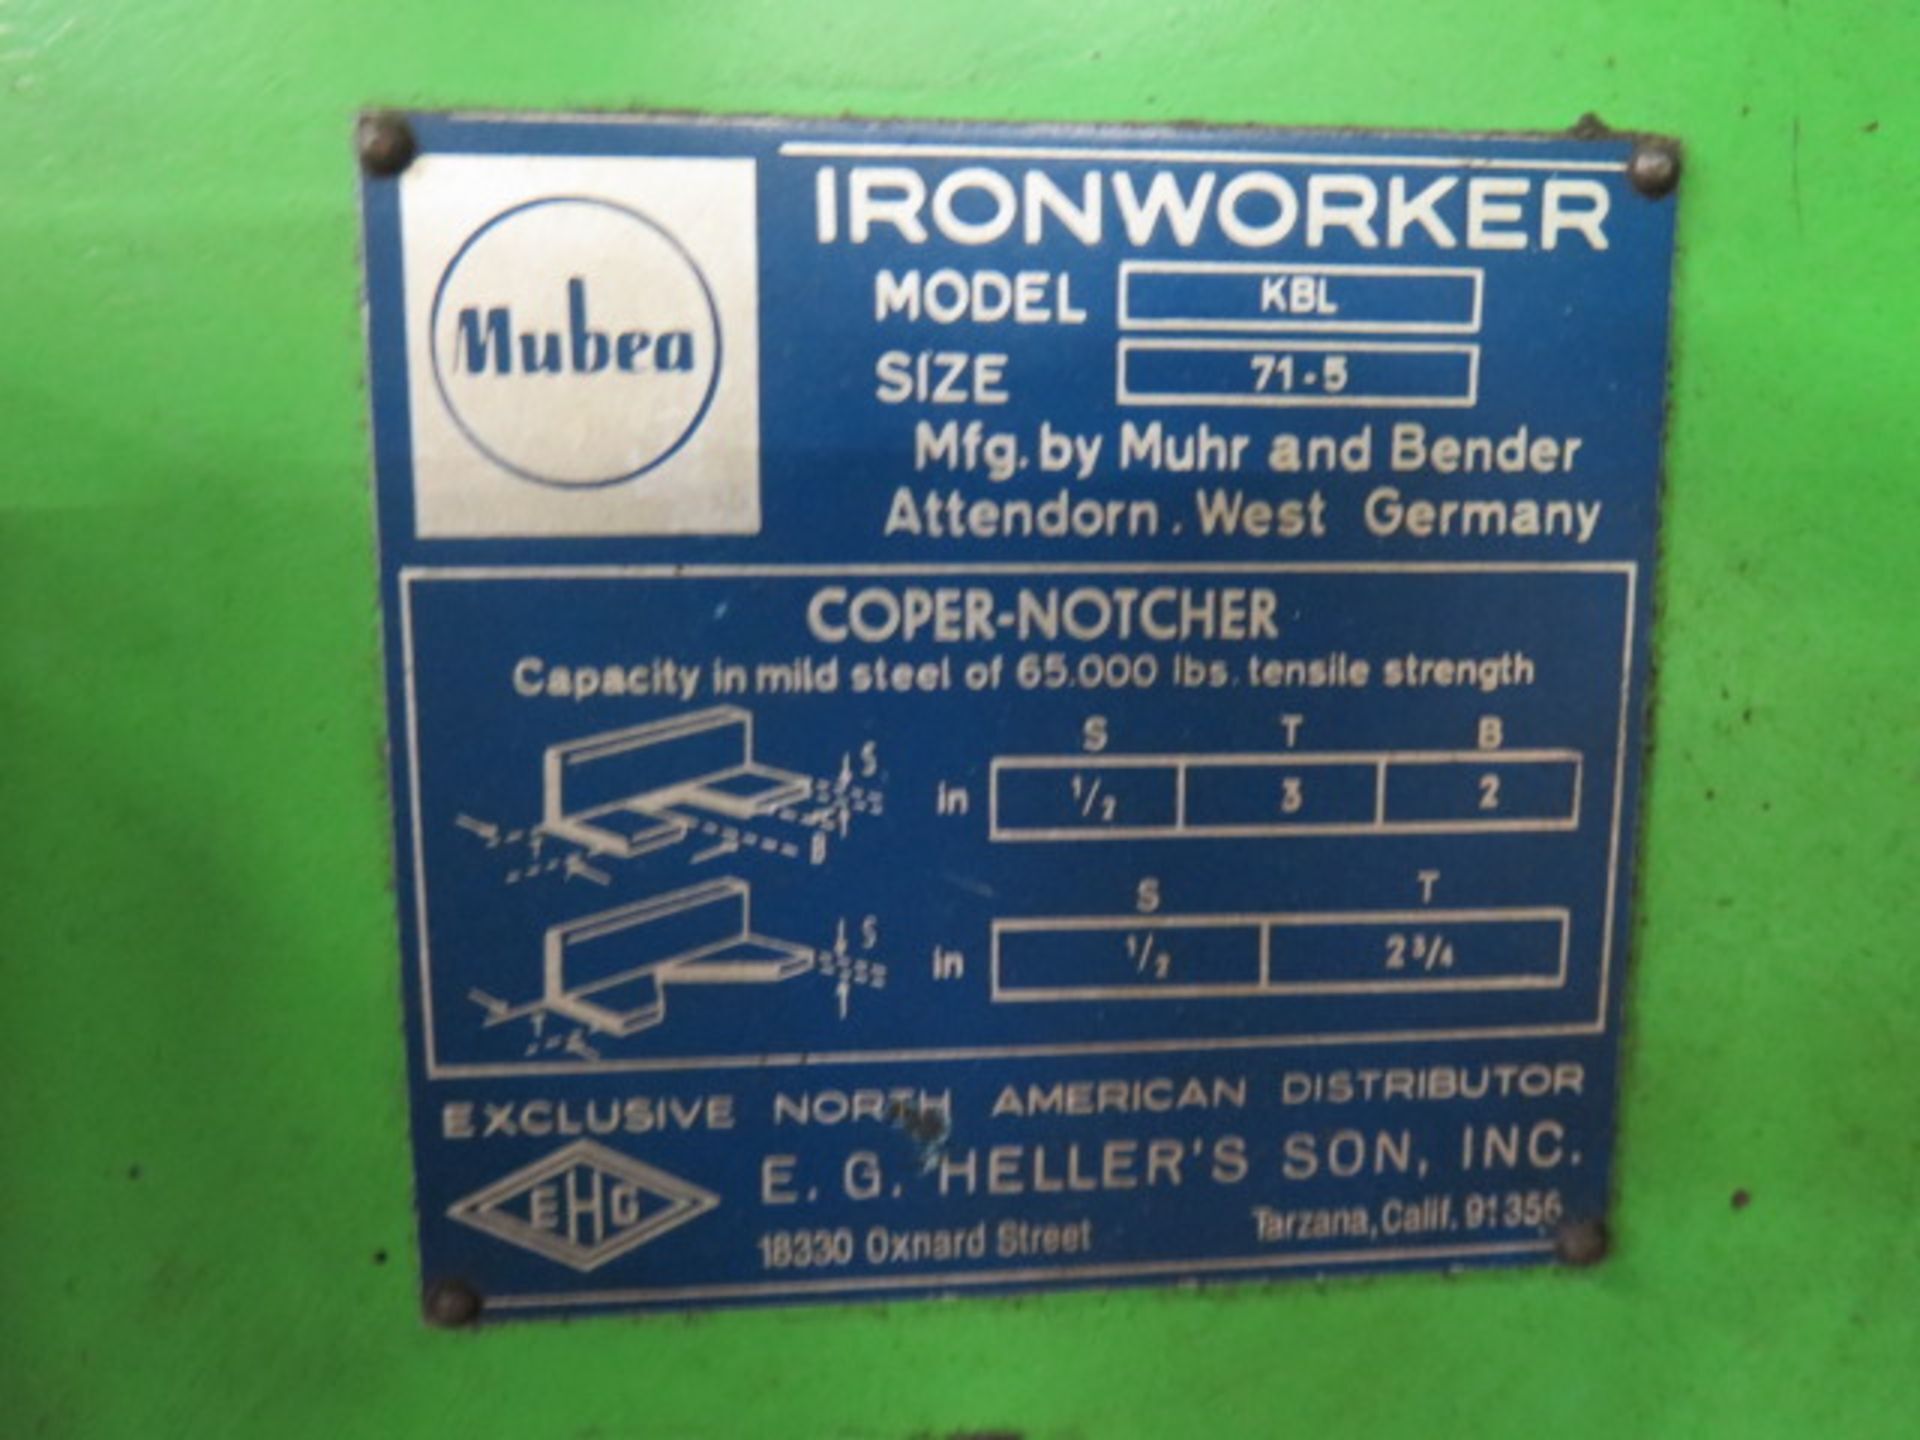 Mubea
IRONWORKER
MODEL KBL
SIZE 71-5
Mfg. by Muhr and Bender
Attendorn. West Germany
COPER-NOTCHER
Capacity in mild steel of 65.000 lbs. tensile strength
S T B
in 1/2 3 2
S
T
B
S T
in 1/2 2 3/4
S
T
EXCLUSIVE NORTH AMERICAN DISTRIBUTOR
EHG
E. G. HELLER'S SON, INC.
18330 Oxnard Street Tarzana, Calif. 91356